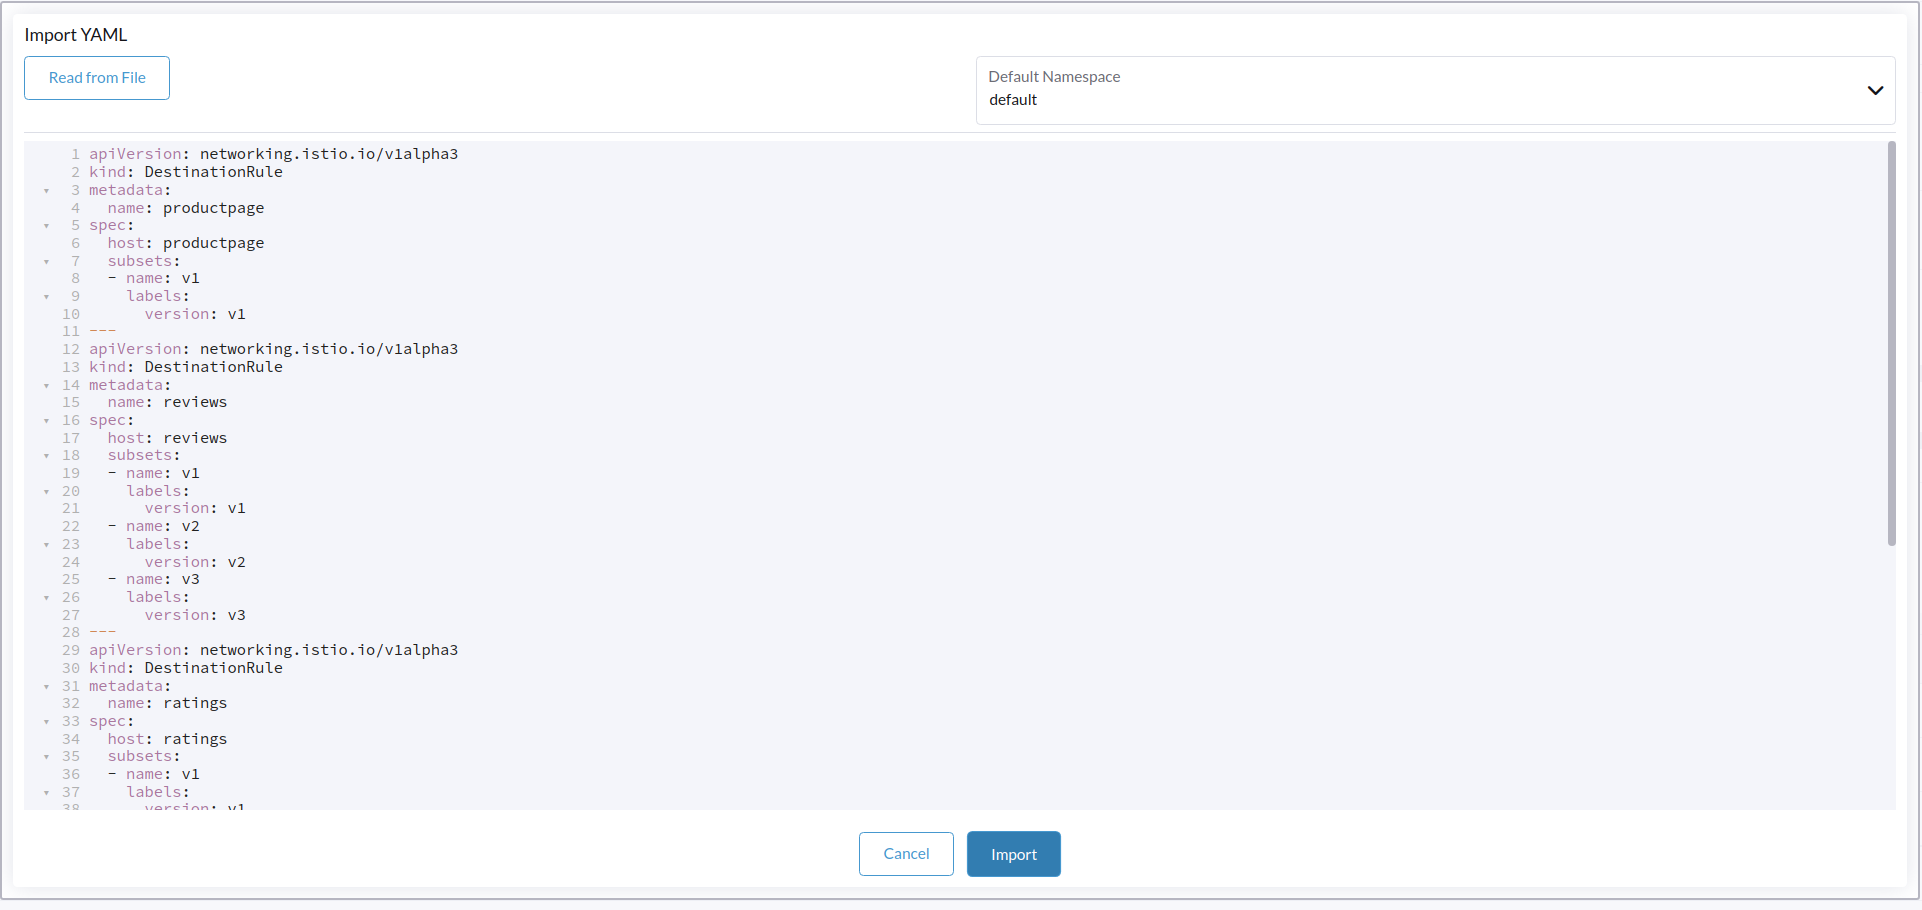 Import YAML
Read from File
Default Namespace
default
1 apiVersion: networking.istio.io/v1alpha3
2 kind: DestinationRule
3 metadata:
4   name: productpage
5 spec:
6   host: productpage
7   subsets:
8   - name: v1
9     labels:
10       version: v1
11 ---
12 apiVersion: networking.istio.io/v1alpha3
13 kind: DestinationRule
14 metadata:
15   name: reviews
16 spec:
17   host: reviews
18   subsets:
19   - name: v1
20     labels:
21       version: v1
22   - name: v2
23     labels:
24       version: v2
25   - name: v3
26     labels:
27       version: v3
28 ---
29 apiVersion: networking.istio.io/v1alpha3
30 kind: DestinationRule
31 metadata:
32   name: ratings
33 spec:
34   host: ratings
35   subsets:
36   - name: v1
37     labels:
38       version: v1
Cancel
Import